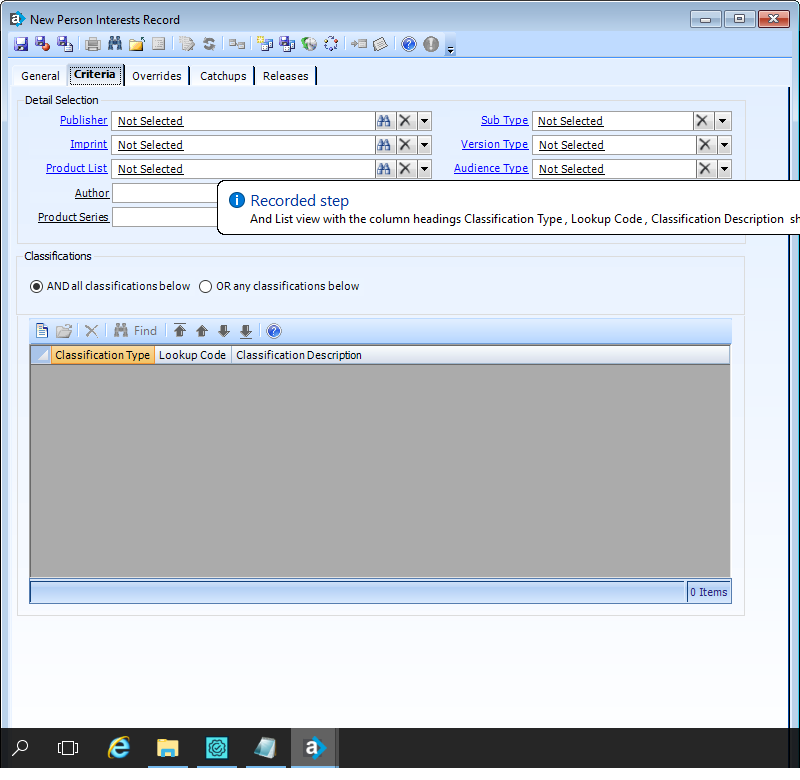 New Person Interests Record
General Criteria Overrides Catchups Releases
Detail Selection
Publisher Not Selected Sub Type Not Selected
Imprint Not Selected Version Type Not Selected
Product List Not Selected Audience Type Not Selected
Author
Product Series
Recorded step
And List view with the column headings Classification Type , Lookup Code , Classification Description sh
Classifications
AND all classifications below OR any classifications below
Find
Classification Type Lookup Code Classification Description
0 Items